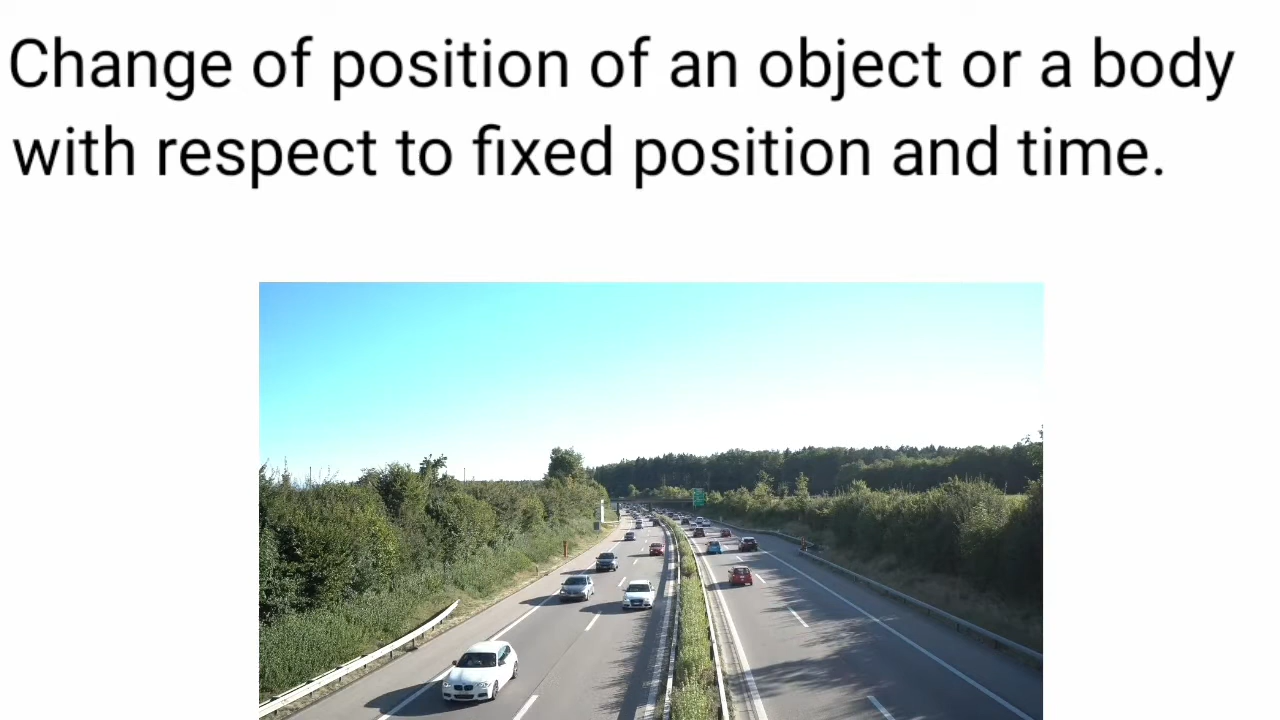 Change of position of an object or a body
with respect to fixed position and time.